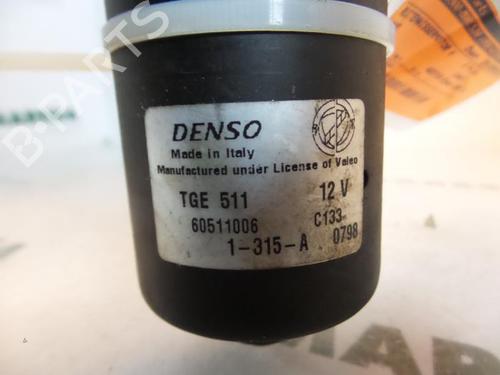 DENSO
Made in Italy
Manufactured under License of Valeo
TGE 511 12 V
60511006 C133
1-315-A 0798
B-PARTS